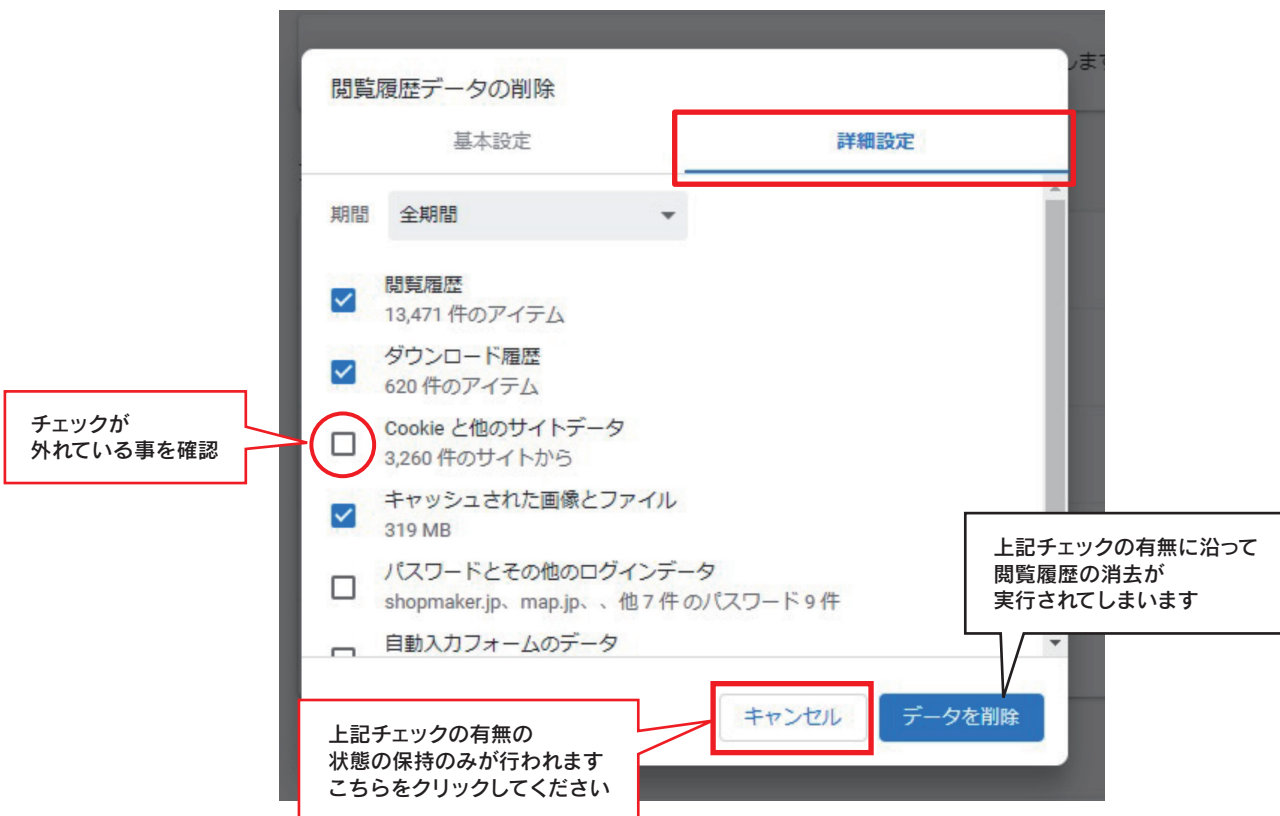 します
閲覧履歴データの削除
基本設定
詳細設定
期間
全期間
閲覧履歴
13,471 件のアイテム
ダウンロード履歴
620 件のアイテム
チェックが
外れている事を確認
Cookie と他のサイトデータ
3,260 件のサイトから
キャッシュされた画像とファイル
319 MB
パスワードとその他のログインデータ
shopmaker.jp、map.jp、、他 7 件 のパスワード 9 件
自動入力フォームのデータ
上記チェックの有無に沿って
閲覧履歴の消去が
実行されてしまいます
キャンセル
データを削除
上記チェックの有無の
状態の保持のみが行われます
こちらをクリックしてください